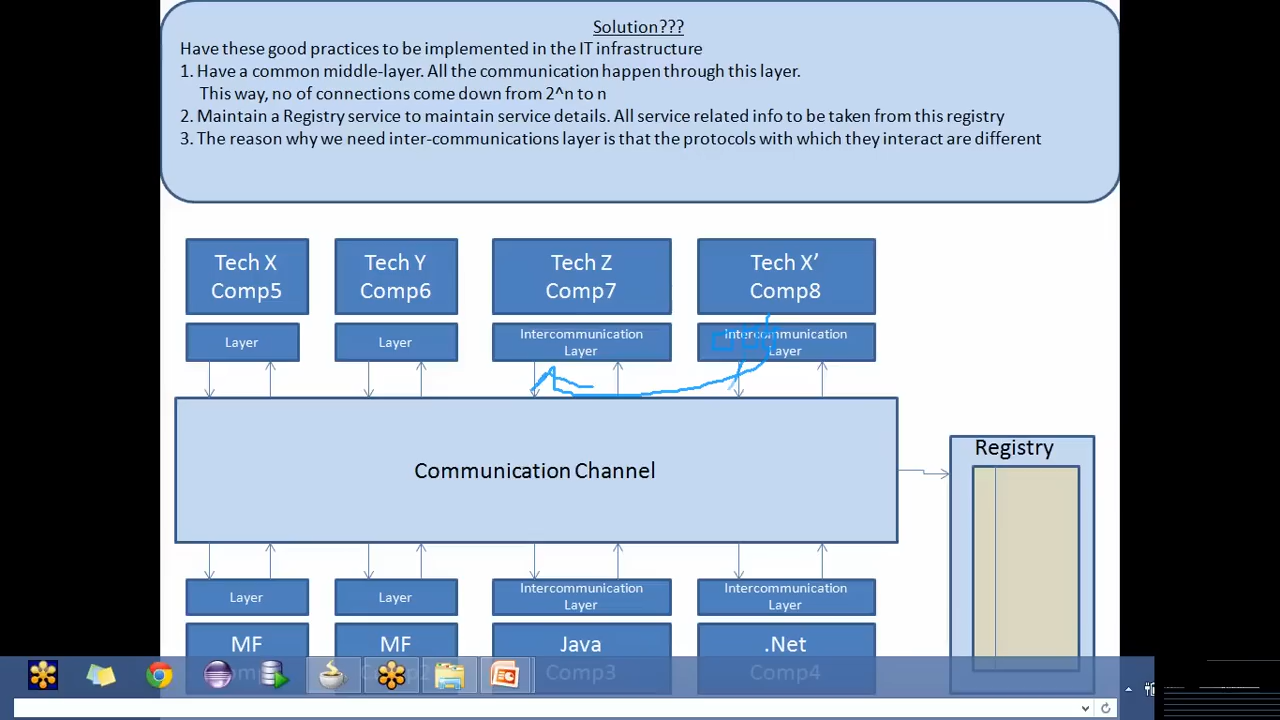 Solution???
Have these good practices to be implemented in the IT infrastructure
1. Have a common middle-layer. All the communication happen through this layer.
This way, no of connections come down from 2^n to n
2. Maintain a Registry service to maintain service details. All service related info to be taken from this registry
3. The reason why we need inter-communications layer is that the protocols with which they interact are different
Tech X
Comp5
Tech Y
Comp6
Tech Z
Comp7
Tech X’
Comp8
Layer
Layer
Intercommunication
Layer
Intercommunication
Layer
Communication Channel
Registry
Layer
Layer
Intercommunication
Layer
Intercommunication
Layer
MF
MF
Java
Comp3
.Net
Comp4